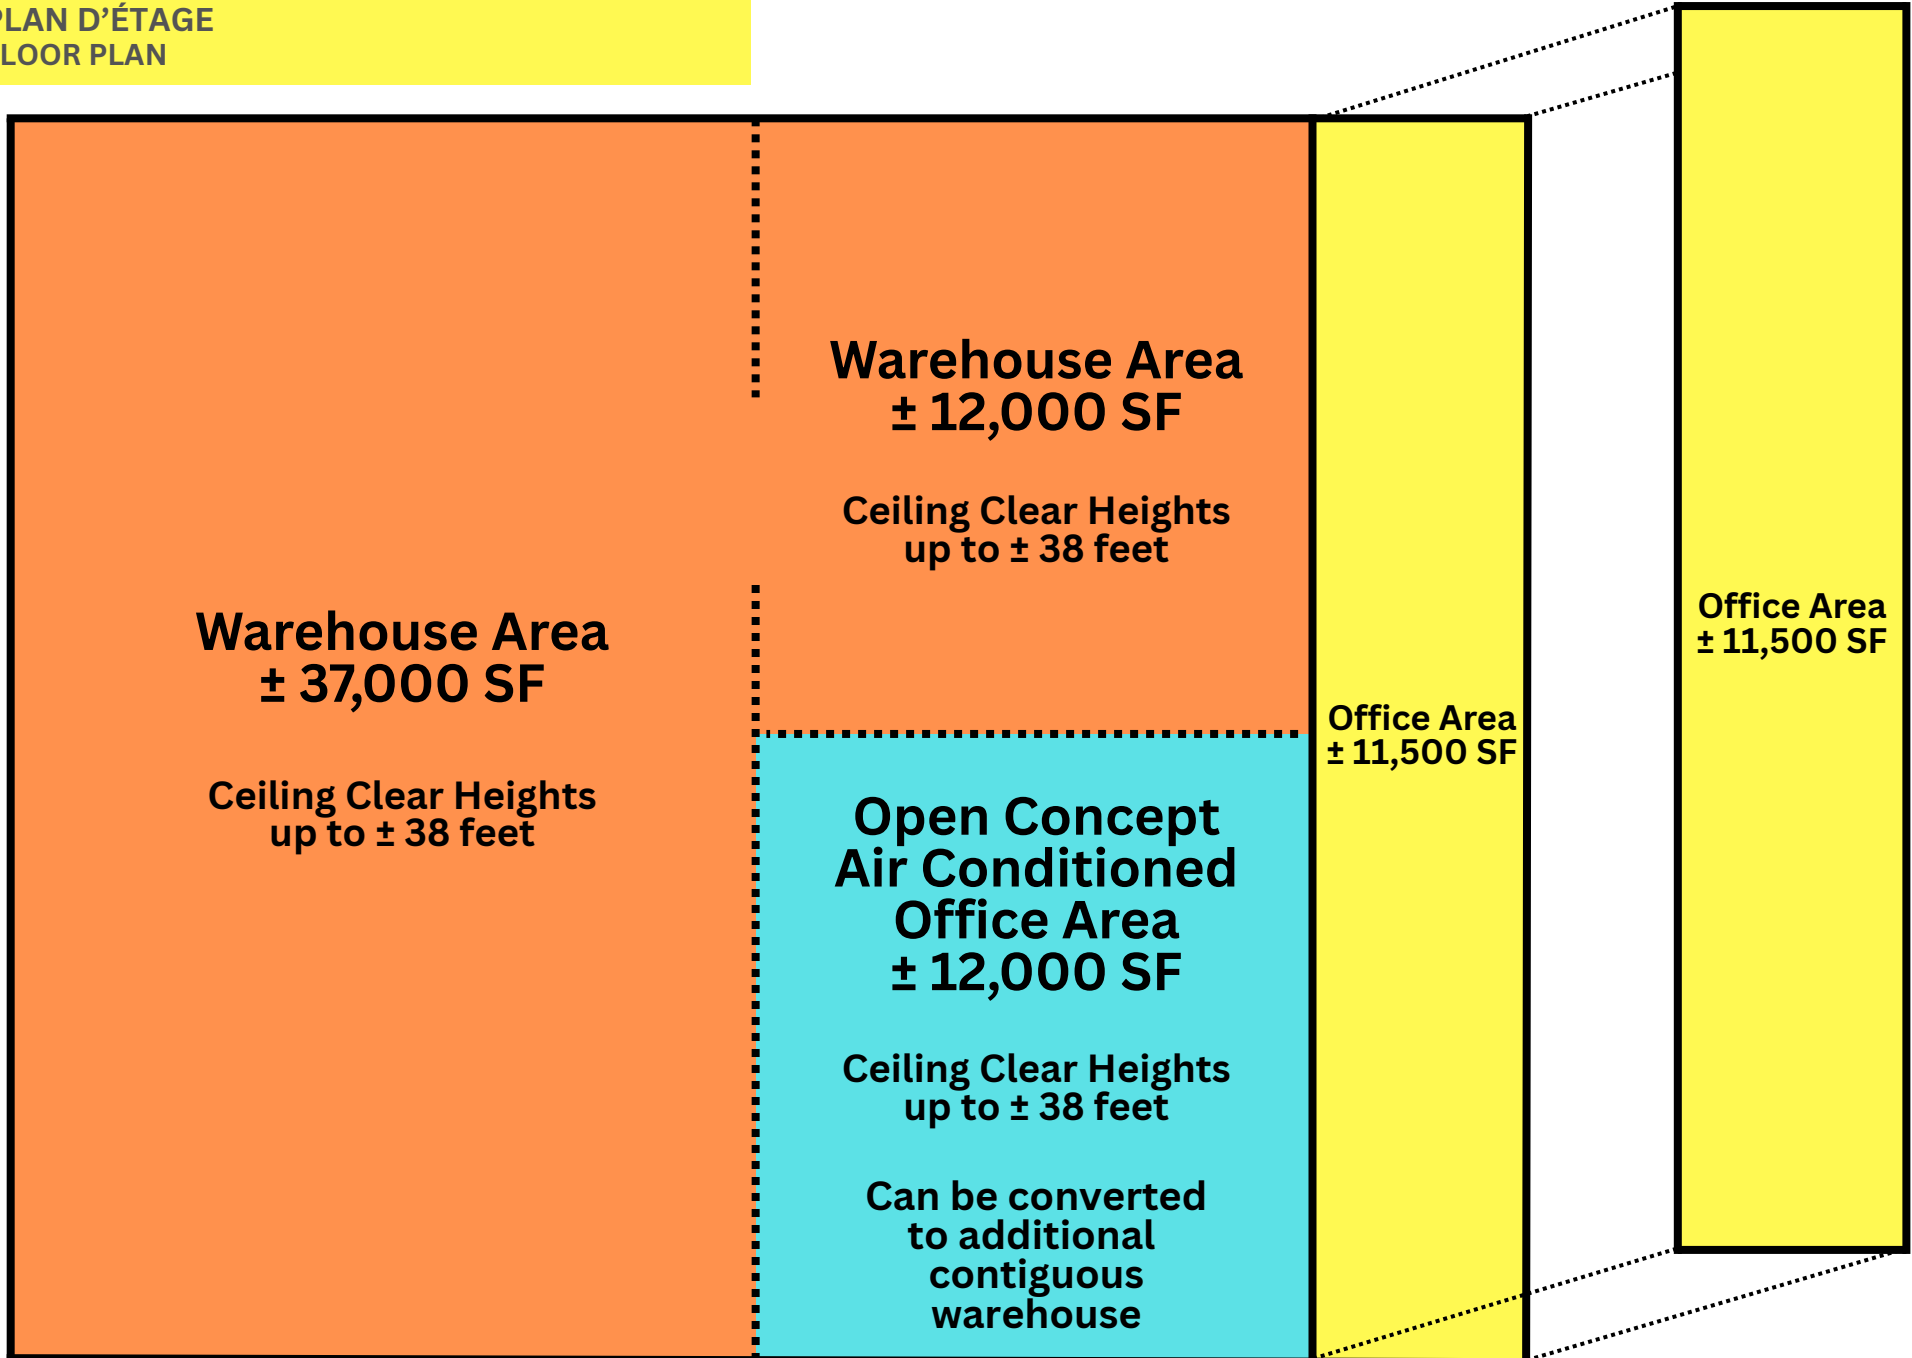 PLAN D’ÉTAGE
LOOR PLAN
Warehouse Area
± 37,000 SF
Ceiling Clear Heights
up to ± 38 feet
Warehouse Area
± 12,000 SF
Ceiling Clear Heights
up to ± 38 feet
Open Concept
Air Conditioned
Office Area
± 12,000 SF
Ceiling Clear Heights
up to ± 38 feet
Can be converted
to additional
contiguous
warehouse
Office Area
± 11,500 SF
Office Area
± 11,500 SF